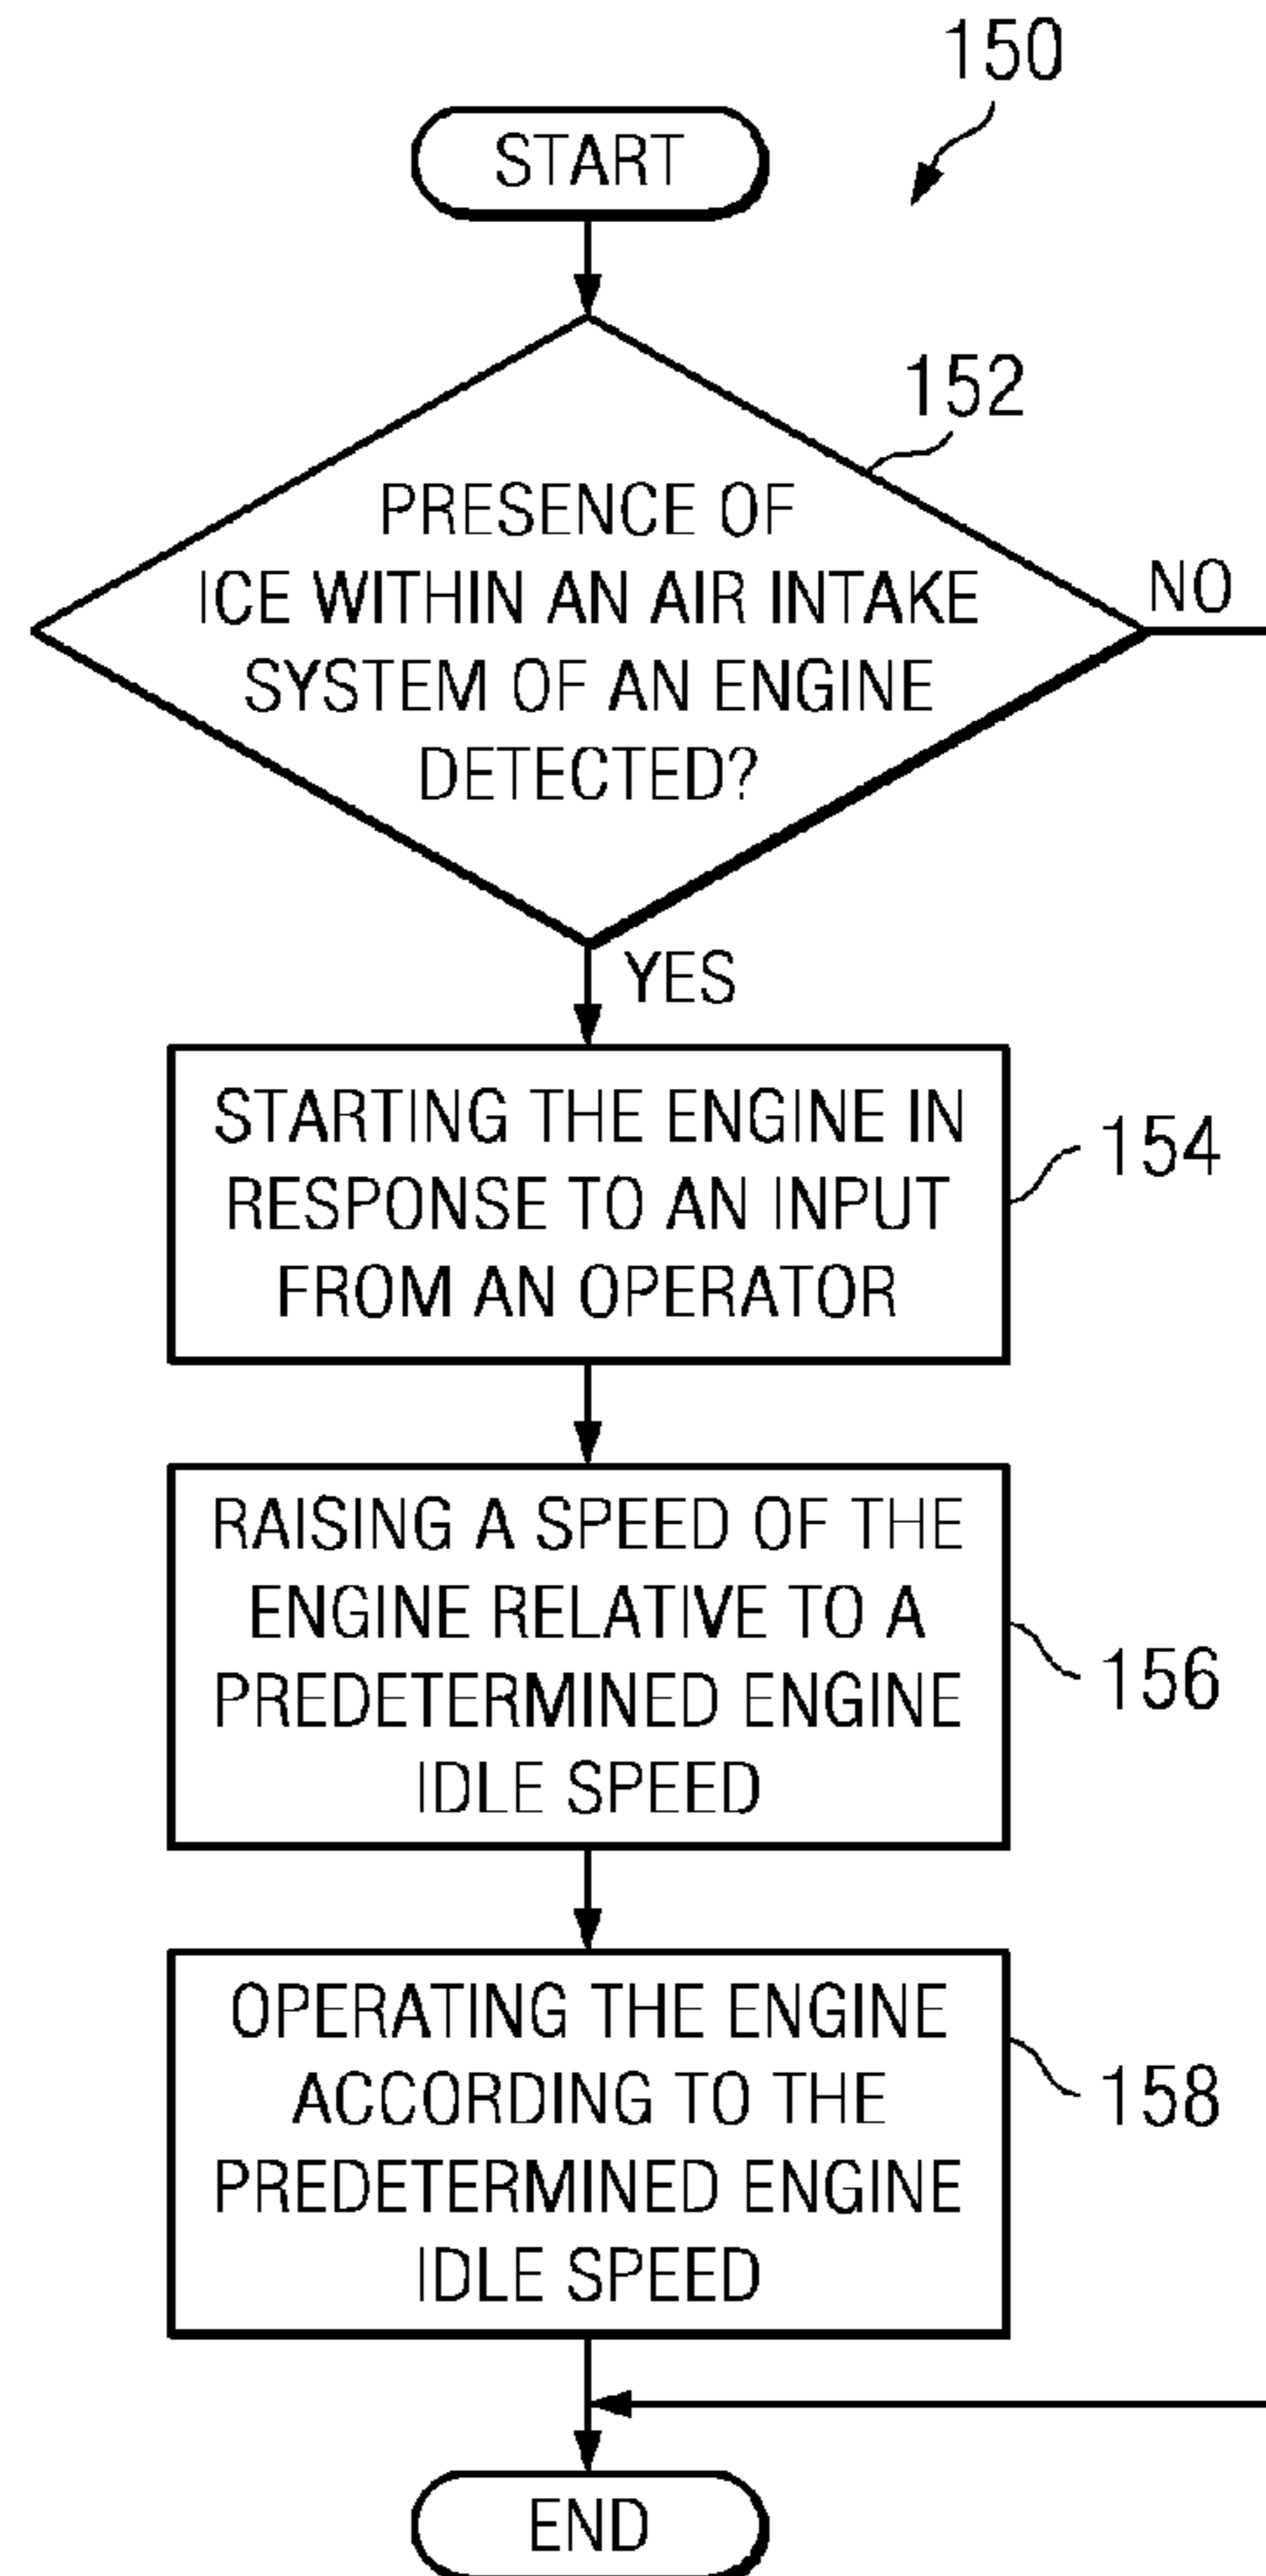 150
START
152
PRESENCE OF
ICE WITHIN AN AIR INTAKE
SYSTEM OF AN ENGINE
DETECTED?
NO
YES
STARTING THE ENGINE IN
RESPONSE TO AN INPUT
FROM AN OPERATOR
154
RAISING A SPEED OF THE
ENGINE RELATIVE TO A
PREDETERMINED ENGINE
IDLE SPEED
156
OPERATING THE ENGINE
ACCORDING TO THE
PREDETERMINED ENGINE
IDLE SPEED
158
END